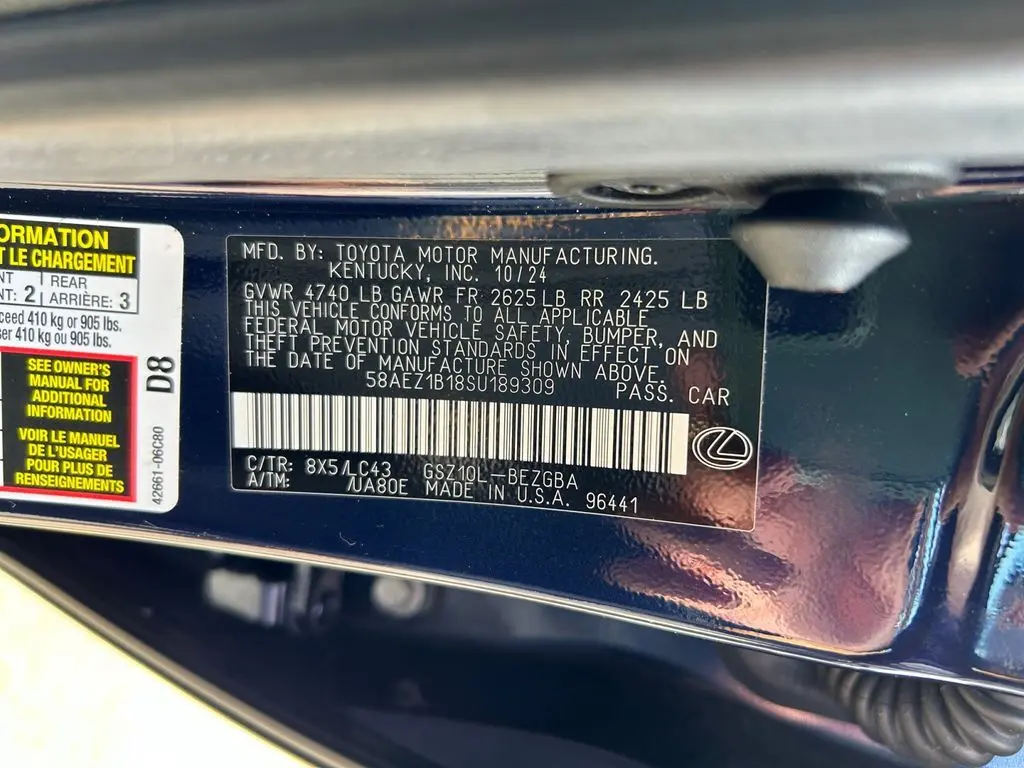 FORMATION
T LE CHARGEMENT
NT 2 REAR
NT: ARRIÈRE: 3
ceed 410 kg or 905 lbs.
ser 410 kg ou 905 lbs.
SEE OWNER'S
MANUAL FOR
ADDITIONAL
INFORMATION
VOIR LE MANUEL
DE L'USAGER
POUR PLUS DE
RENSEIGNEMENTS
D8
42661-06C80
MFD. BY: TOYOTA MOTOR MANUFACTURING.
KENTUCKY, INC. 10/24
GVWR 4740 LB GAWR FR 2625 LB RR 2425 LB
THIS VEHICLE CONFORMS TO ALL APPLICABLE
FEDERAL MOTOR VEHICLE SAFETY, BUMPER, AND
THEFT PREVENTION STANDARDS IN EFFECT ON
THE DATE OF MANUFACTURE SHOWN ABOVE.
58AEZ1B18SU189309 PASS. CAR
C/TR: 8X5/LC43 GSZ10L-BEZGBA
A/TM: /UA80E MADE IN U.S.A. 96441